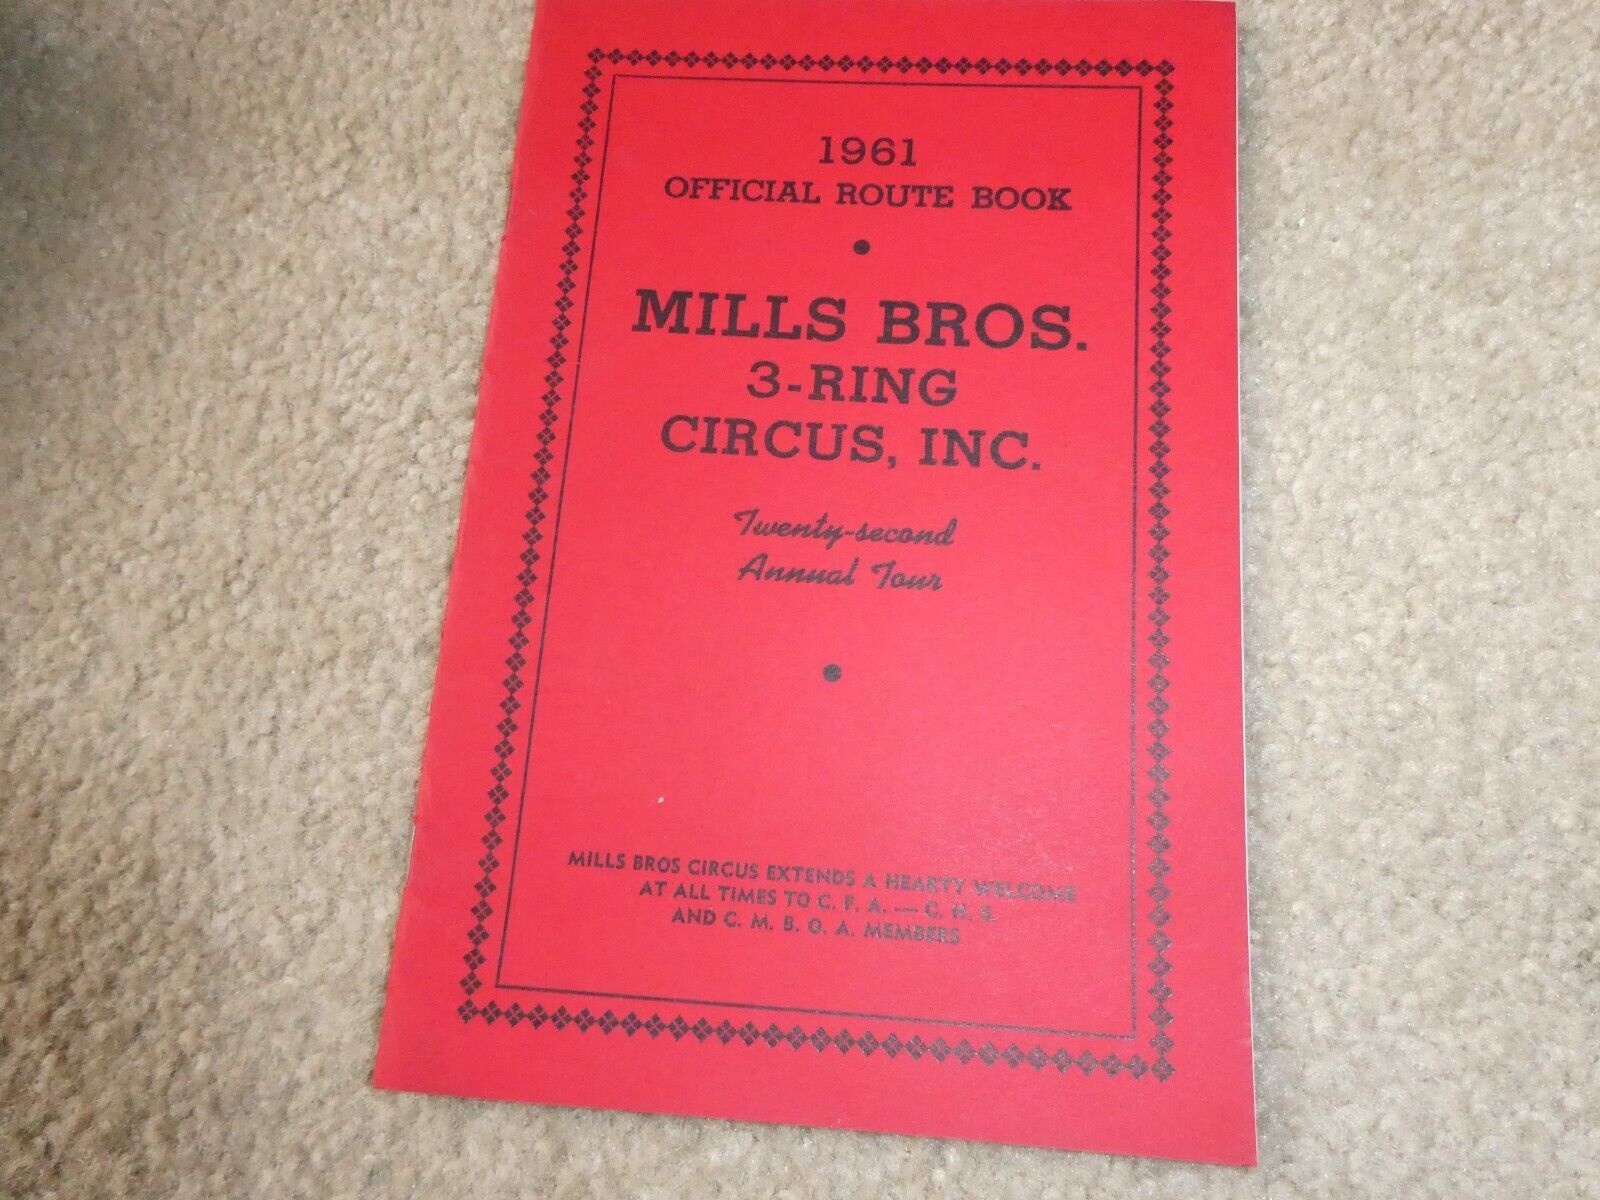 1961
OFFICIAL ROUTE BOOK
MILLS BROS.
3-RING
CIRCUS, INC.
Twenty-second
Annual Tour
MILLS BROS CIRCUS EXTENDS A HEARTY WELCOME
AT ALL TIMES TO C. F. A. — C. H. S.
AND C. M. B. O. A. MEMBERS